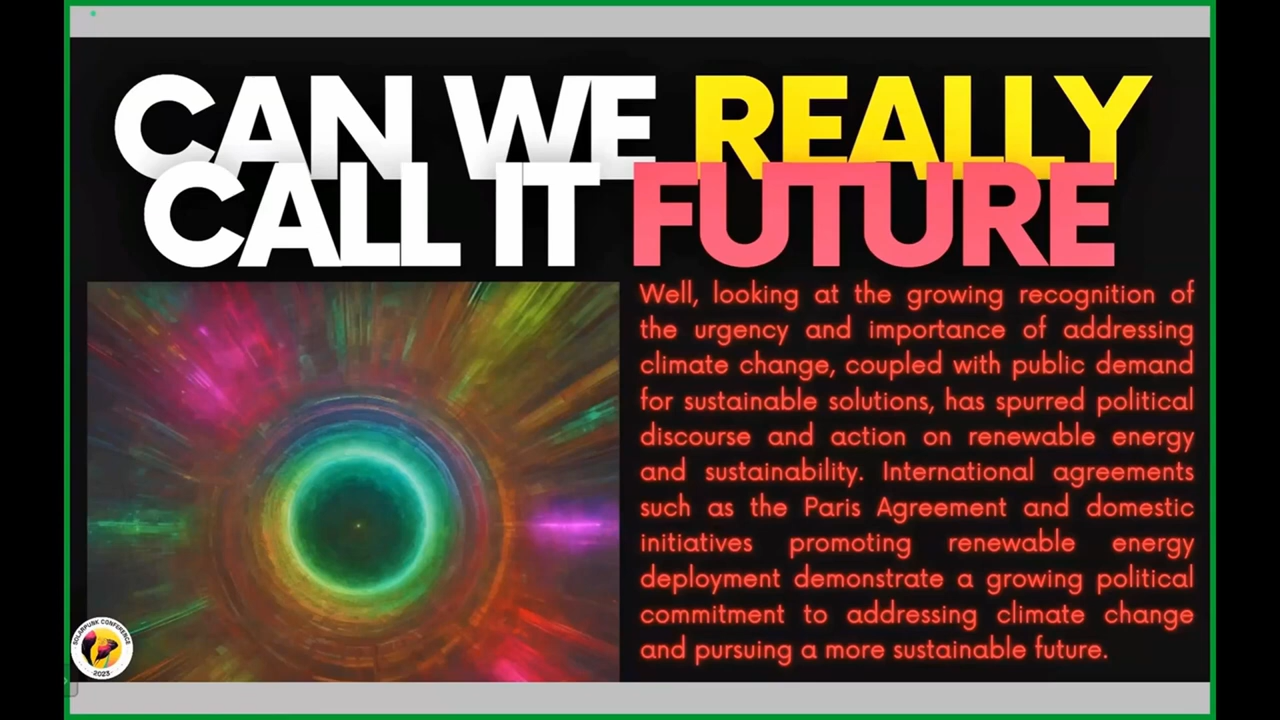 CAN WE REALLY
CALL IT FUTURE
Well, looking at the growing recognition of
the urgency and importance of addressing
climate change, coupled with public demand
for sustainable solutions, has spurred political
discourse and action on renewable energy
and sustainability. International agreements
such as the Paris Agreement and domestic
initiatives promoting renewable energy
deployment demonstrate a growing political
commitment to addressing climate change
and pursuing a more sustainable future.
SOLARPUNK CONFERENCE
2023